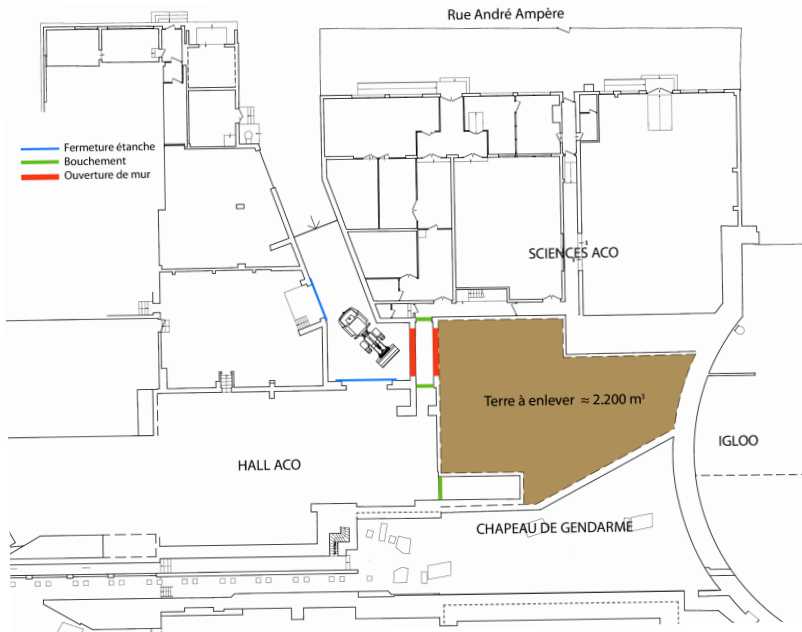 Rue André Ampère
Fermeture étanche
Bouchement
Ouverture de mur
SCIENCES ACO
Terre à enlever ≈ 2.200 m³
IGLOO
HALL ACO
CHAPEAU DE GENDARME